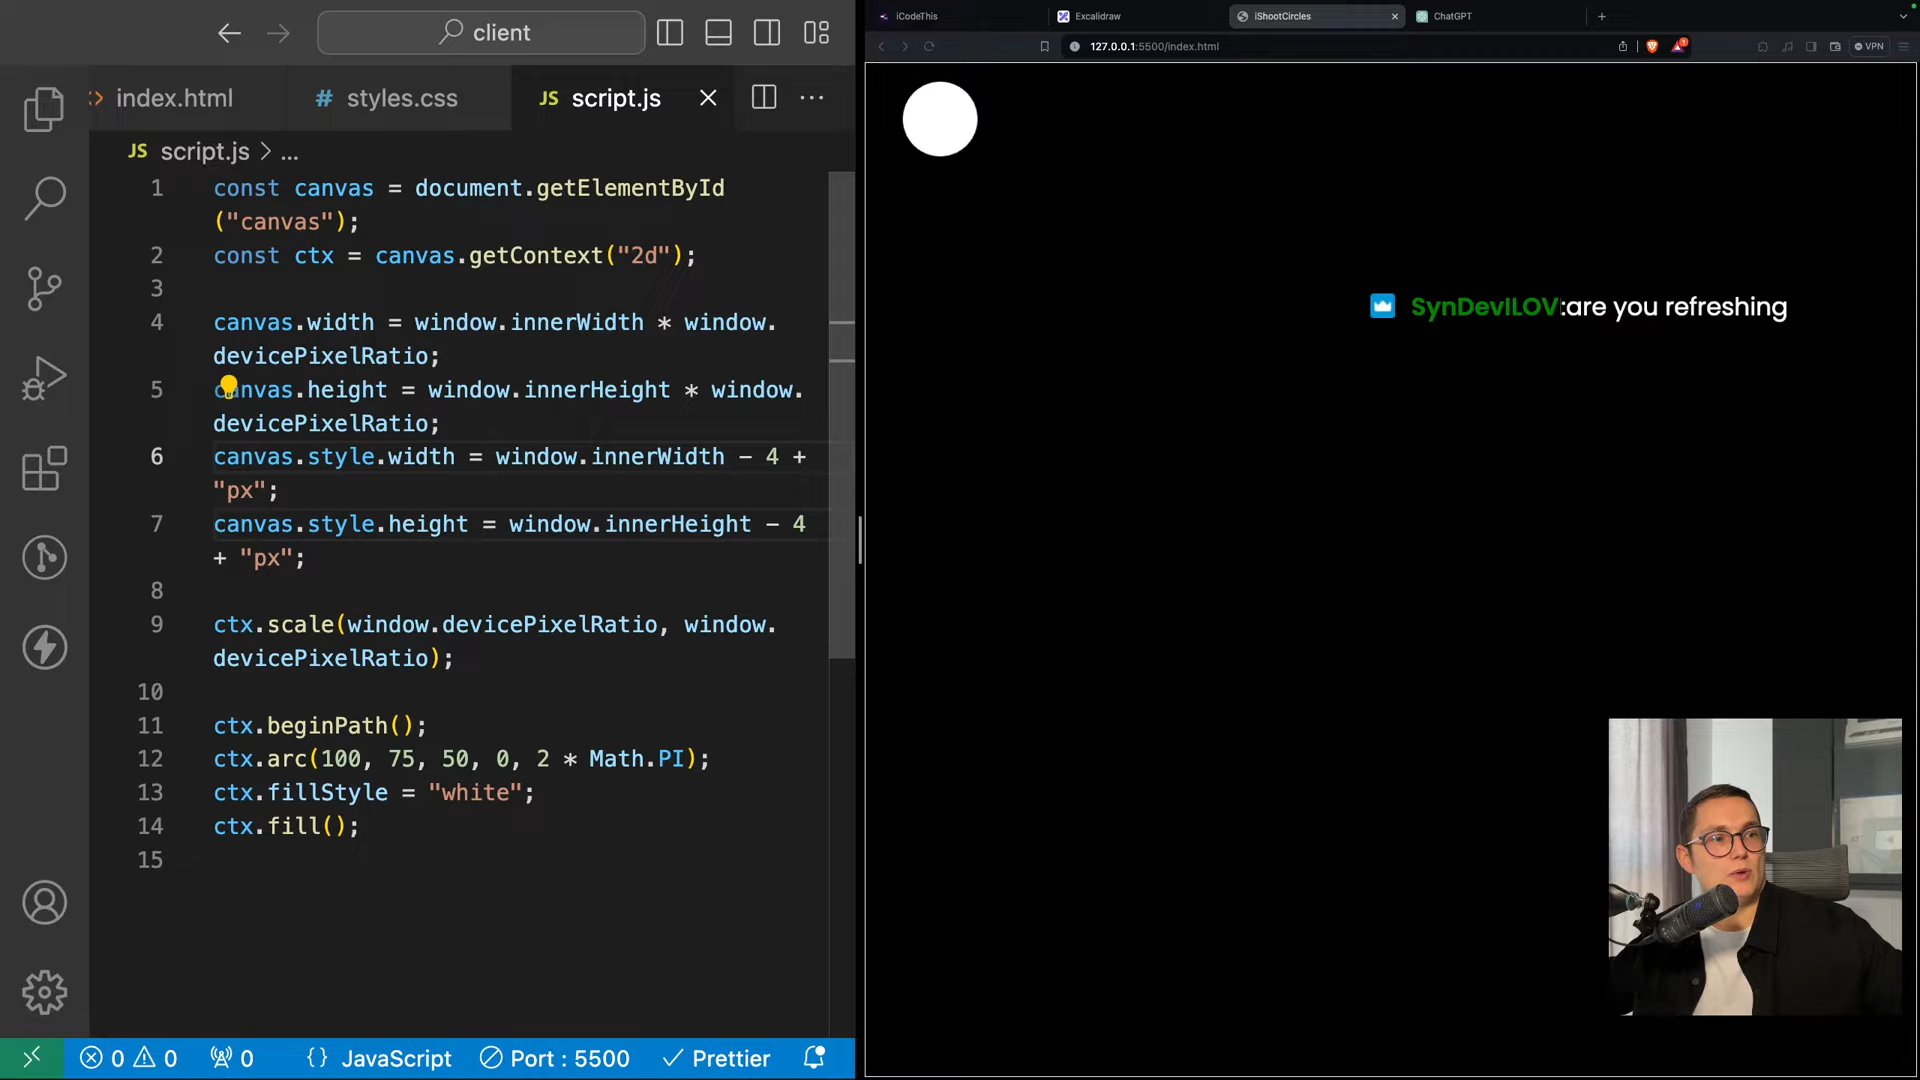 client
index.html
# styles.css
JS script.js
JS script.js > ...
1 const canvas = document.getElementById
("canvas");
2 const ctx = canvas.getContext("2d");
3
4 canvas.width = window.innerWidth * window.
devicePixelRatio;
5 canvas.height = window.innerHeight * window.
devicePixelRatio;
6 canvas.style.width = window.innerWidth - 4 +
"px";
7 canvas.style.height = window.innerHeight - 4
+ "px";
8
9 ctx.scale(window.devicePixelRatio, window.
devicePixelRatio);
10
11 ctx.beginPath();
12 ctx.arc(100, 75, 50, 0, 2 * Math.PI);
13 ctx.fillStyle = "white";
14 ctx.fill();
15
0 0 0 {} JavaScript Port : 5500 Prettier
iCodeThis
Excalidraw
iShootCircles
ChatGPT
127.0.0.1:5500/index.html
1
VPN
SynDevILOV:are you refreshing